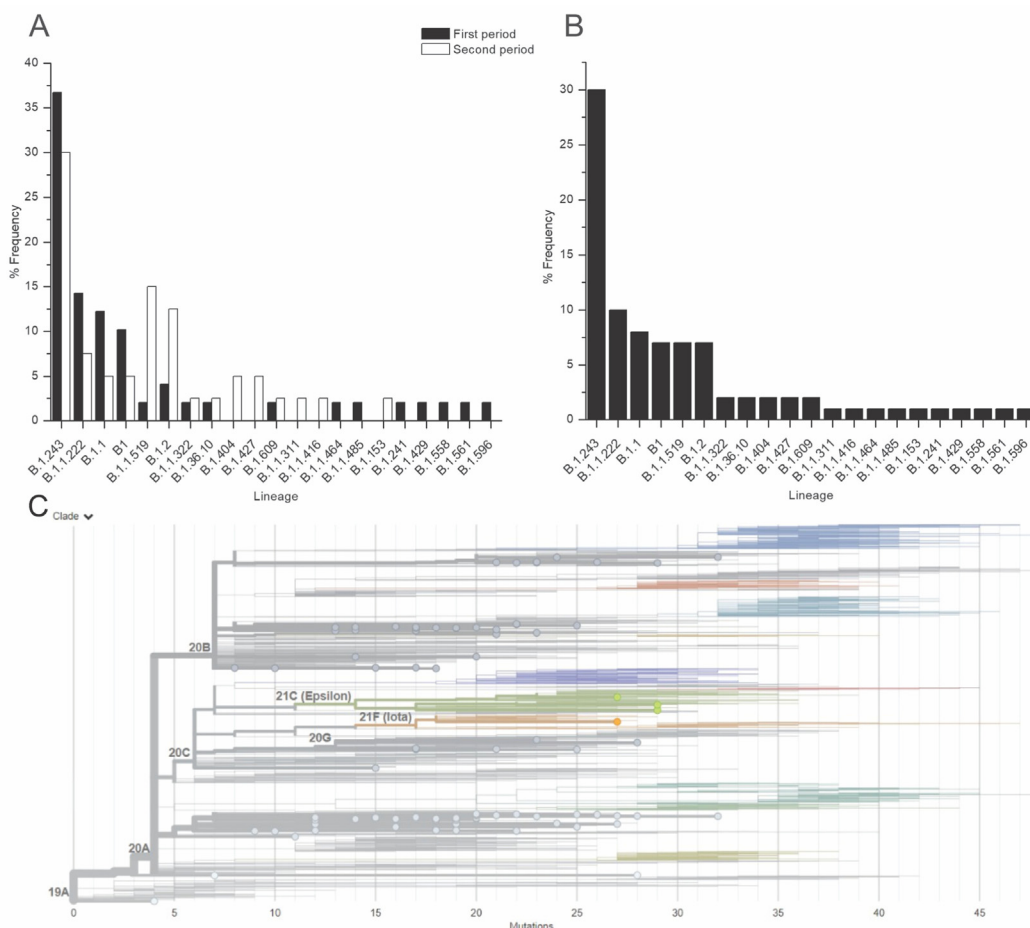 A
First period
Second period
40
35
30
25
20
15
10
5
0
% Frequency
B.1.243
B.1.1.222
B.1.1
B1
B.1.1.519
B.1.2
B.1.1.322
B.1.36.10
B.1.404
B.1.427
B.1.609
B.1.1.311
B.1.1.416
B.1.1.464
B.1.1.485
B.1.153
B.1.241
B.1.429
B.1.558
B.1.561
B.1.596
Lineage
B
30
25
20
15
10
5
0
% Frequency
B.1.243
B.1.1.222
B.1.1
B1
B.1.1.519
B.1.2
B.1.1.322
B.1.36.10
B.1.404
B.1.427
B.1.609
B.1.1.311
B.1.1.416
B.1.1.464
B.1.1.485
B.1.153
B.1.241
B.1.429
B.1.558
B.1.561
B.1.596
Lineage
C
Clade
20B
21C (Epsilon)
21F (Iota)
20G
20C
20A
19A
0 5 10 15 20 25 30 35 40 45
Mutations